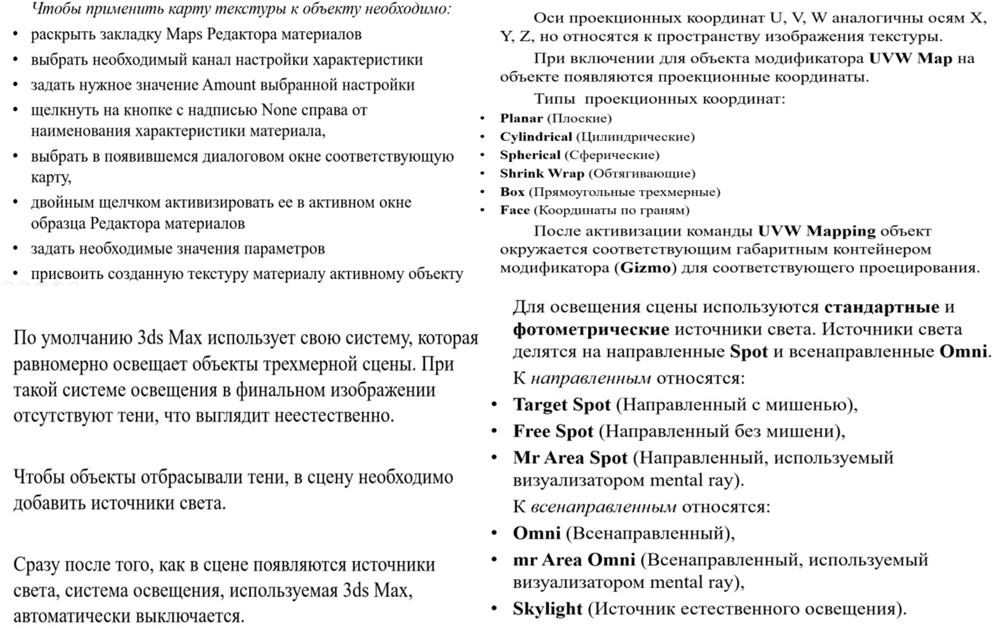 Чтобы применить карту текстуры к объекту необходимо:
• раскрыть закладку Maps Редактора материалов
• выбрать необходимый канал настройки характеристики
• задать нужное значение Amount выбранной настройки
• щелкнуть на кнопке с надписью None справа от
наименования характеристики материала,
• выбрать в появившемся диалоговом окне соответствующую
карту,
• двойным щелчком активизировать ее в активном окне
образца Редактора материалов
• задать необходимые значения параметров
• присвоить созданную текстуру материалу активному объекту
Оси проекционных координат U, V, W аналогичны осям X,
Y, Z, но относятся к пространству изображения текстуры.
При включении для объекта модификатора UVW Map на
объекте появляются проекционные координаты.
Типы проекционных координат:
• Planar (Плоские)
• Cylindrical (Цилиндрические)
• Spherical (Сферические)
• Shrink Wrap (Обтягивающие)
• Box (Прямоугольные трехмерные)
• Face (Координаты по граням)
После активизации команды UVW Mapping объект
окружается соответствующим габаритным контейнером
модификатора (Gizmo) для соответствующего проецирования.
По умолчанию 3ds Max использует свою систему, которая
равномерно освещает объекты трехмерной сцены. При
такой системе освещения в финальном изображении
отсутствуют тени, что выглядит неестественно.
Чтобы объекты отбрасывали тени, в сцену необходимо
добавить источники света.
Сразу после того, как в сцене появляются источники
света, система освещения, используемая 3ds Max,
автоматически выключается.
Для освещения сцены используются стандартные и
фотометрические источники света. Источники света
делятся на направленные Spot и всенаправленные Omni.
К направленным относятся:
• Target Spot (Направленный с мишенью),
• Free Spot (Направленный без мишени),
• Mr Area Spot (Направленный, используемый
визуализатором mental ray).
К всенаправленным относятся:
• Omni (Всенаправленный),
• mr Area Omni (Всенаправленный, используемый
визуализатором mental ray),
• Skylight (Источник естественного освещения).